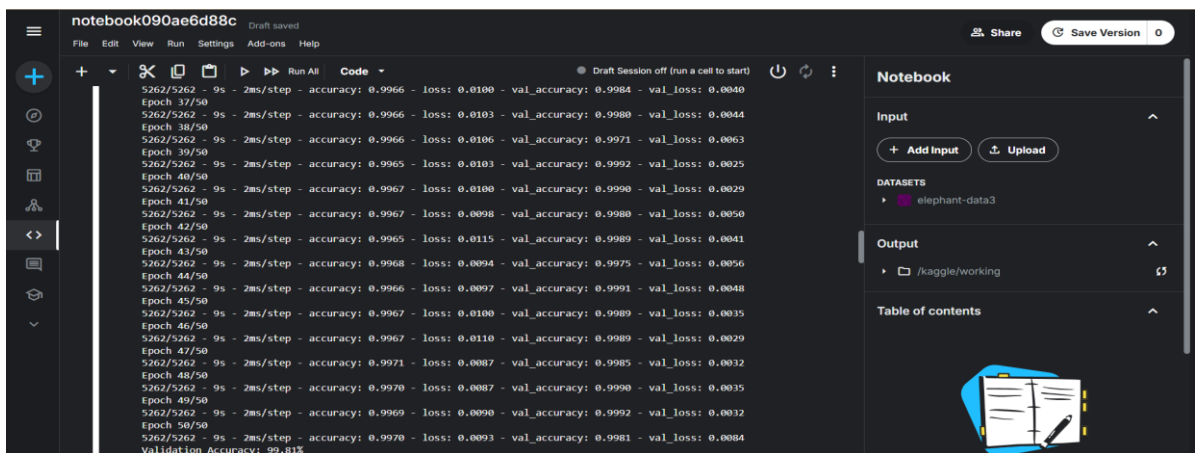 notebook090ae6d88c Draft saved
File Edit View Run Settings Add-ons Help
Share
Save Version 0
Run All Code
Draft Session off (run a cell to start)
5262/5262 - 9s - 2ms/step - accuracy: 0.9966 - loss: 0.0100 - val_accuracy: 0.9984 - val_loss: 0.0040
Epoch 37/50
5262/5262 - 9s - 2ms/step - accuracy: 0.9966 - loss: 0.0103 - val_accuracy: 0.9980 - val_loss: 0.0044
Epoch 38/50
5262/5262 - 9s - 2ms/step - accuracy: 0.9966 - loss: 0.0106 - val_accuracy: 0.9971 - val_loss: 0.0063
Epoch 39/50
5262/5262 - 9s - 2ms/step - accuracy: 0.9965 - loss: 0.0103 - val_accuracy: 0.9992 - val_loss: 0.0025
Epoch 40/50
5262/5262 - 9s - 2ms/step - accuracy: 0.9967 - loss: 0.0100 - val_accuracy: 0.9990 - val_loss: 0.0029
Epoch 41/50
5262/5262 - 9s - 2ms/step - accuracy: 0.9967 - loss: 0.0098 - val_accuracy: 0.9980 - val_loss: 0.0050
Epoch 42/50
5262/5262 - 9s - 2ms/step - accuracy: 0.9965 - loss: 0.0115 - val_accuracy: 0.9989 - val_loss: 0.0041
Epoch 43/50
5262/5262 - 9s - 2ms/step - accuracy: 0.9968 - loss: 0.0094 - val_accuracy: 0.9975 - val_loss: 0.0056
Epoch 44/50
5262/5262 - 9s - 2ms/step - accuracy: 0.9966 - loss: 0.0097 - val_accuracy: 0.9991 - val_loss: 0.0048
Epoch 45/50
5262/5262 - 9s - 2ms/step - accuracy: 0.9967 - loss: 0.0100 - val_accuracy: 0.9989 - val_loss: 0.0035
Epoch 46/50
5262/5262 - 9s - 2ms/step - accuracy: 0.9967 - loss: 0.0110 - val_accuracy: 0.9989 - val_loss: 0.0029
Epoch 47/50
5262/5262 - 9s - 2ms/step - accuracy: 0.9971 - loss: 0.0087 - val_accuracy: 0.9985 - val_loss: 0.0032
Epoch 48/50
5262/5262 - 9s - 2ms/step - accuracy: 0.9970 - loss: 0.0087 - val_accuracy: 0.9990 - val_loss: 0.0035
Epoch 49/50
5262/5262 - 9s - 2ms/step - accuracy: 0.9969 - loss: 0.0090 - val_accuracy: 0.9992 - val_loss: 0.0032
Epoch 50/50
5262/5262 - 9s - 2ms/step - accuracy: 0.9970 - loss: 0.0093 - val_accuracy: 0.9981 - val_loss: 0.0084
Validation Accuracy: 99.81%
Notebook
Input
+ Add Input
Upload
DATASETS
elephant-data3
Output
/kaggle/working
Table of contents